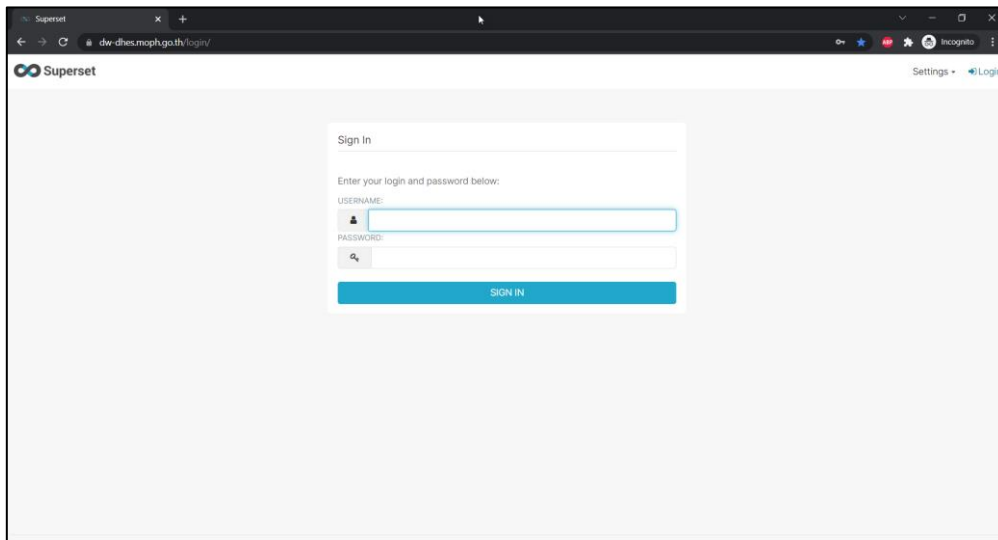 Superset
dw-dhes.moph.go.th/login/
ABP
Incognito
Superset
Settings
Login
Sign In
Enter your login and password below:
USERNAME:
PASSWORD:
SIGN IN